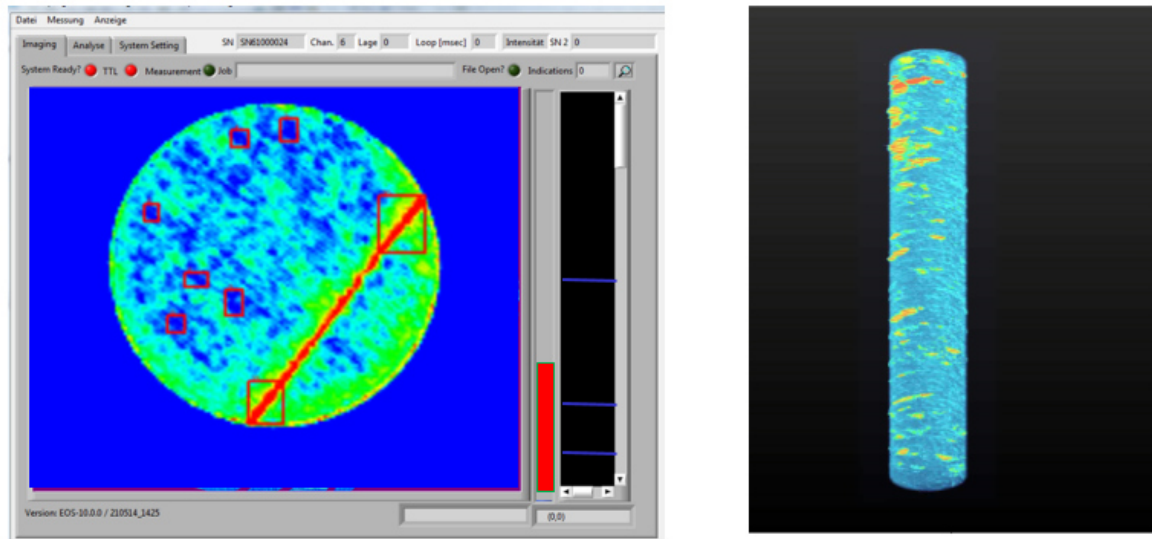 Datei Messung Anzeige
Imaging Analyse System Setting SN SN61000024 Chan. 6 Lage 0 Loop [msec] 0 Intensität SN 2 0
System Ready? TTL Measurement Job File Open? Indications 0
Version: EOS-10.0.0 / 210514_1425 (0,0)